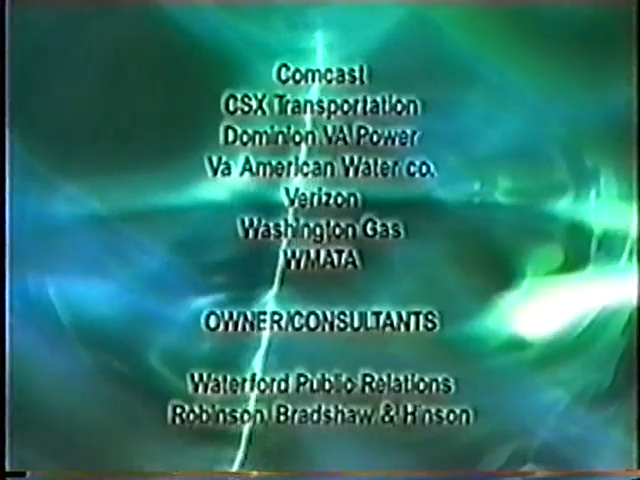 Comcast
CSX Transportation
Dominion VA Power
Va American Water co.
Verizon
Washington Gas
WMATA
OWNER/CONSULTANTS
Waterford Public Relations
Robinson, Bradshaw & Hinson